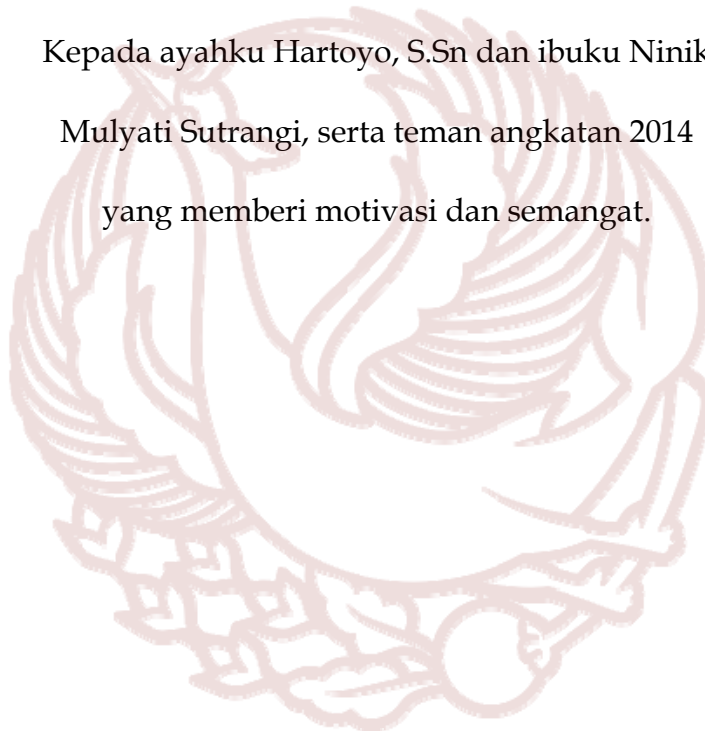 Kepada ayahku Hartoyo, S.Sn dan ibuku Ninik
Mulyati Sutrangi, serta teman angkatan 2014
yang memberi motivasi dan semangat.